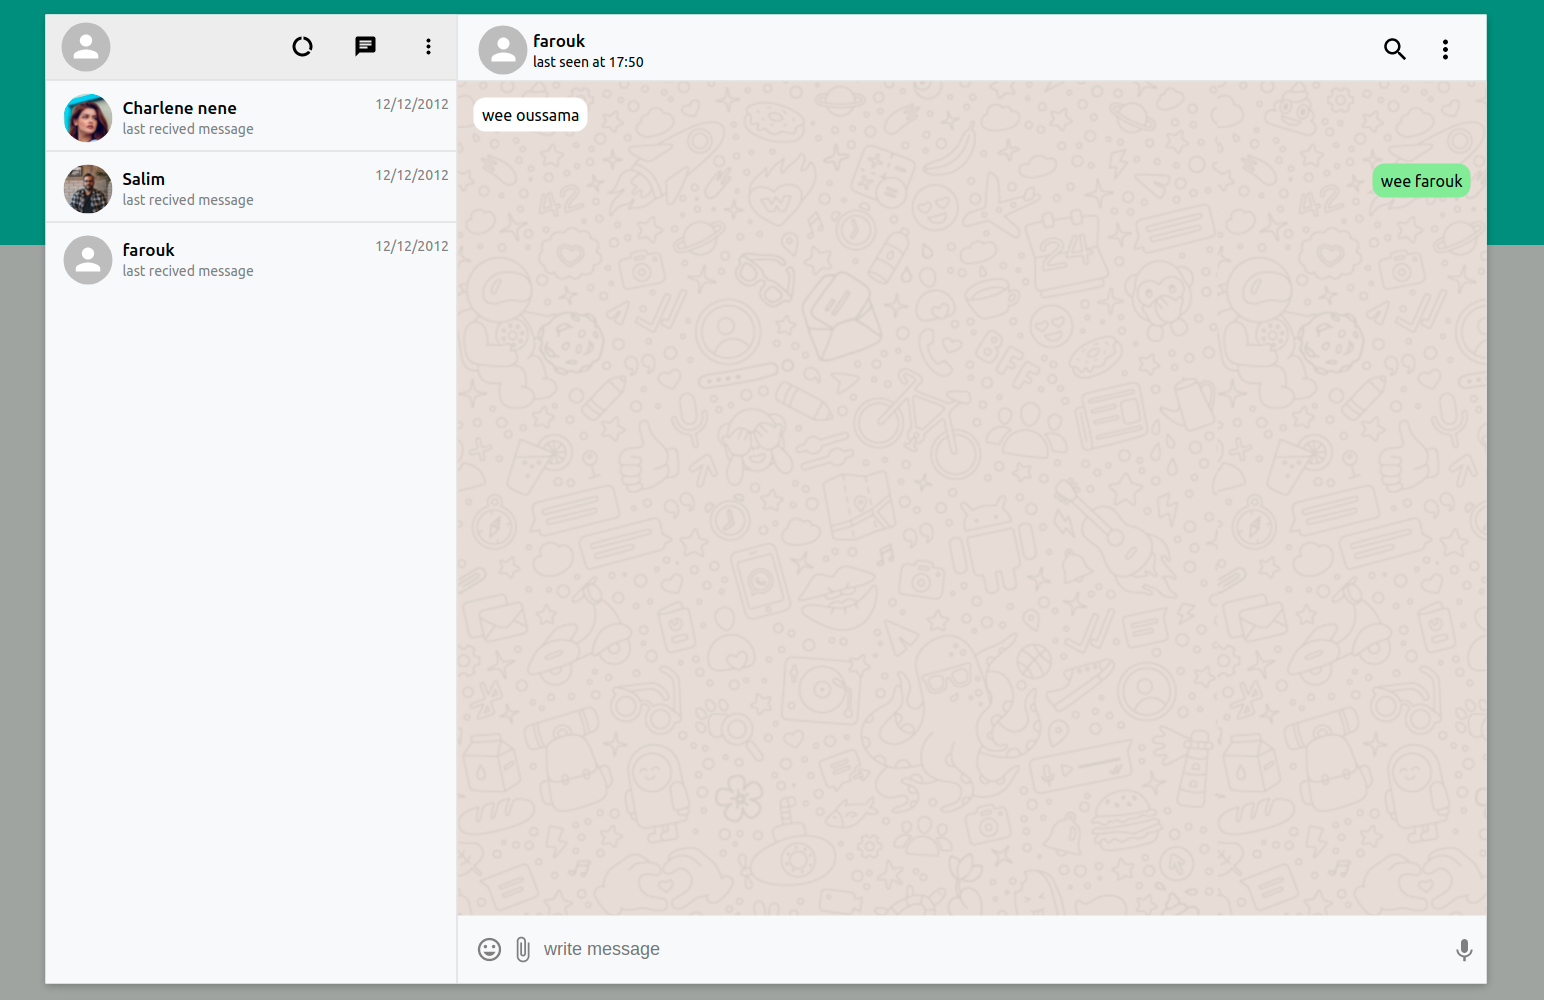 farouk
last seen at 17:50
Charlene nene
12/12/2012
last recived message
Salim
12/12/2012
last recived message
farouk
12/12/2012
last recived message
wee oussama
wee farouk
24
write message